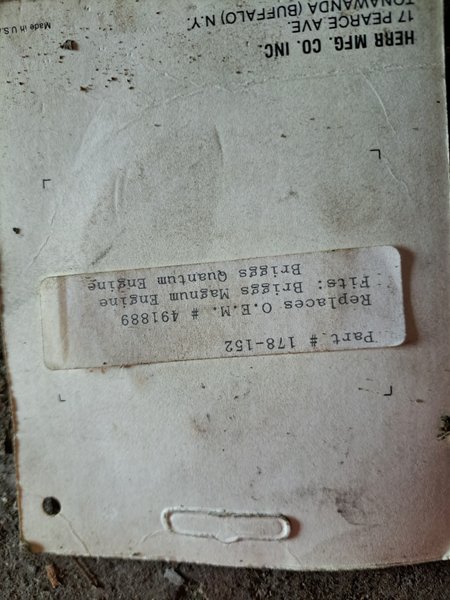 Part # 178-152
Replaces O.E.M. # 491889
Fits: Briggs Magnum Engine
Briggs Quantum Engine
HERR MFG. CO. INC.
17 PEARCE AVE.
TONAWANDA (BUFFALO) N.Y.
Made in U.S.A.